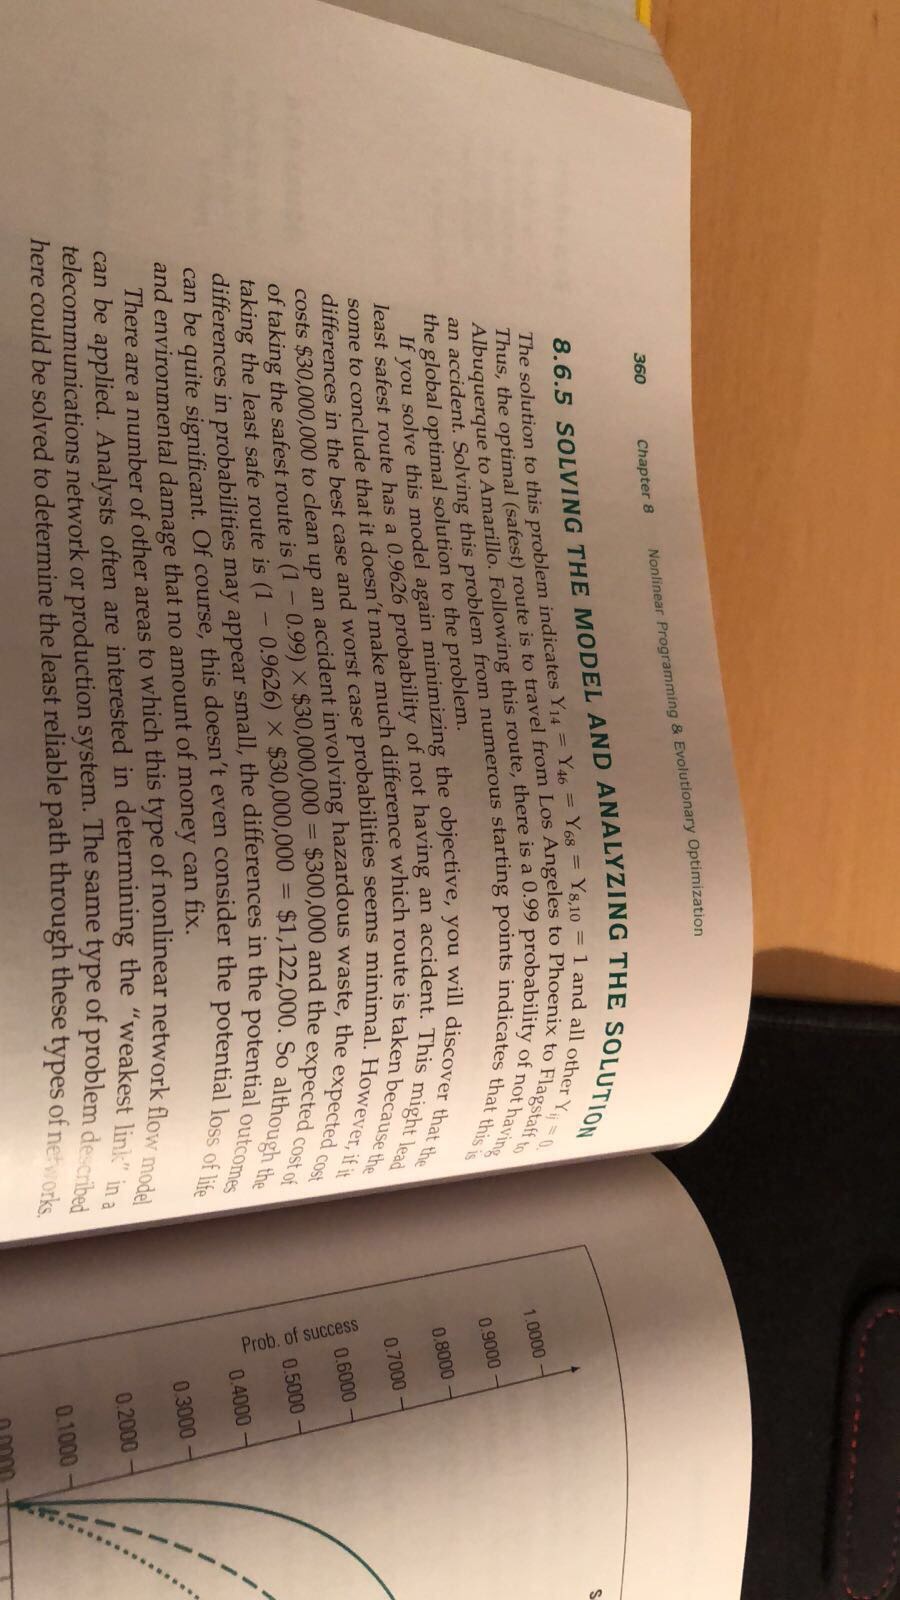 360 Chapter 8 Nonlinear Programming & Evolutionary Optimization
8.6.5 SOLVING THE MODEL AND ANALYZING THE SOLUTION
The solution to this problem indicates Y₁₄ = Y₄₆ = Y₆₈ = Y₈,₁₀ = 1 and all other Yᵢⱼ = 0.
Thus, the optimal (safest) route is to travel from Los Angeles to Phoenix to Flagstaff to
Albuquerque to Amarillo. Following this route, there is a 0.99 probability of not having
an accident. Solving this problem from numerous starting points indicates that this is
the global optimal solution to the problem.
If you solve this model again minimizing the objective, you will discover that the
least safest route has a 0.9626 probability of not having an accident. This might lead
some to conclude that it doesn't make much difference which route is taken because the
differences in the best case and worst case probabilities seems minimal. However, if it
costs $30,000,000 to clean up an accident involving hazardous waste, the expected cost
of taking the safest route is (1 − 0.99) × $30,000,000 = $300,000 and the expected cost of
taking the least safe route is (1 − 0.9626) × $30,000,000 = $1,122,000. So although the
differences in probabilities may appear small, the differences in the potential outcomes
can be quite significant. Of course, this doesn't even consider the potential loss of life
and environmental damage that no amount of money can fix.
There are a number of other areas to which this type of nonlinear network flow model
can be applied. Analysts often are interested in determining the "weakest link" in a
telecommunications network or production system. The same type of problem described
here could be solved to determine the least reliable path through these types of networks.
S
1.0000
0.9000
0.8000
0.7000
0.6000
Prob. of success
0.5000
0.4000
0.3000
0.2000
0.1000
0.0000